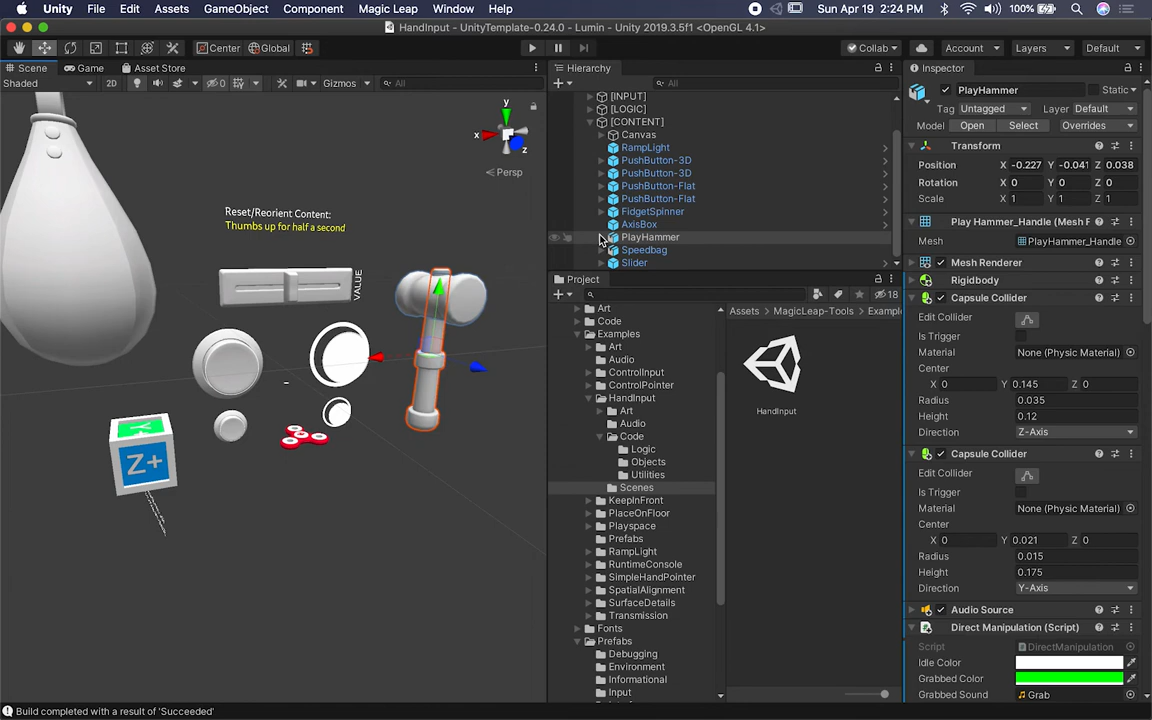 Unity File Edit Assets GameObject Component Magic Leap Window Help Sun Apr 19 2:24 PM 100%
HandInput - UnityTemplate-0.24.0 - Lumin - Unity 2019.3.5f1 <OpenGL 4.1>
Center Global Collab Account Layers Default
Scene Game Asset Store
Shaded 2D 0 Gizmos All
y
x
z
Persp
Reset/Reorient Content:
Thumbs up for half a second
VALUE
Y
Z+
Hierarchy
All
[INPUT]
[LOGIC]
[CONTENT]
Canvas
RampLight
PushButton-3D
PushButton-3D
PushButton-Flat
PushButton-Flat
FidgetSpinner
AxisBox
PlayHammer
Speedbag
Slider
Project
18
Art
Code
Examples
Art
Audio
ControlInput
ControlPointer
HandInput
Art
Audio
Code
Logic
Objects
Utilities
Scenes
KeepInFront
PlaceOnFloor
Playspace
Prefabs
RampLight
RuntimeConsole
SimpleHandPointer
SpatialAlignment
SurfaceDetails
Transmission
Fonts
Prefabs
Debugging
Environment
Informational
Input
Assets MagicLeap-Tools Exampl
HandInput
Inspector
PlayHammer Static
Tag Untagged Layer Default
Model Open Select Overrides
Transform
Position X -0.227 Y -0.041 Z 0.038
Rotation X 0 Y 0 Z 0
Scale X 1 Y 1 Z 1
Play Hammer_Handle (Mesh F
Mesh PlayHammer_Handle
Mesh Renderer
Rigidbody
Capsule Collider
Edit Collider
Is Trigger
Material None (Physic Material)
Center
X 0 Y 0.145 Z 0
Radius 0.035
Height 0.12
Direction Z-Axis
Capsule Collider
Edit Collider
Is Trigger
Material None (Physic Material)
Center
X 0 Y 0.021 Z 0
Radius 0.015
Height 0.175
Direction Y-Axis
Audio Source
Direct Manipulation (Script)
Script DirectManipulation
Idle Color
Grabbed Color
Grabbed Sound Grab
Build completed with a result of 'Succeeded'